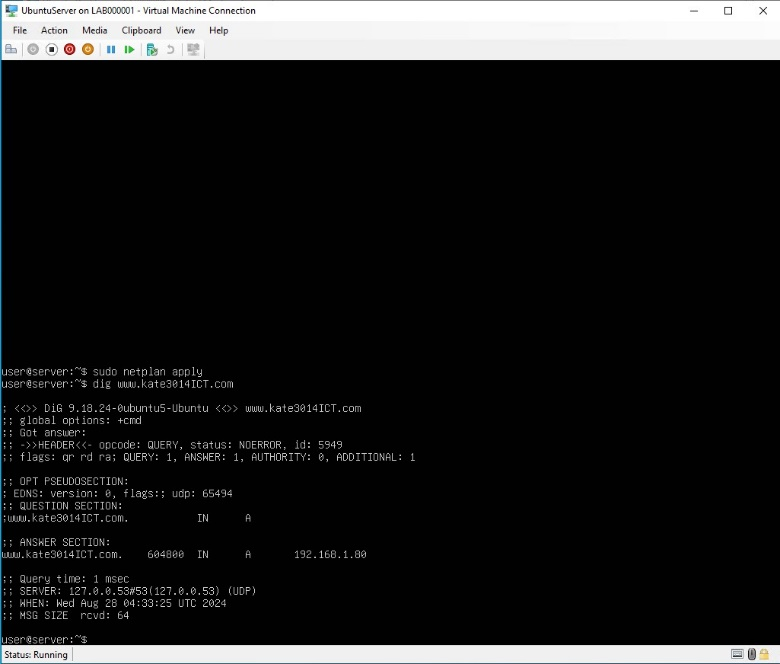 UbuntuServer on LAB000001 - Virtual Machine Connection
File Action Media Clipboard View Help
user@server:~$ sudo netplan apply
user@server:~$ dig www.kate3014ICT.com
; <<>> DiG 9.18.24-0ubuntu5-Ubuntu <<>> www.kate3014ICT.com
;; global options: +cmd
;; Got answer:
;; ->>HEADER<<- opcode: QUERY, status: NOERROR, id: 5949
;; flags: qr rd ra; QUERY: 1, ANSWER: 1, AUTHORITY: 0, ADDITIONAL: 1
;; OPT PSEUDOSECTION:
; EDNS: version: 0, flags:; udp: 65494
;; QUESTION SECTION:
;www.kate3014ICT.com. IN A
;; ANSWER SECTION:
www.kate3014ICT.com. 604800 IN A 192.168.1.80
;; Query time: 1 msec
;; SERVER: 127.0.0.53#53(127.0.0.53) (UDP)
;; WHEN: Wed Aug 28 04:33:25 UTC 2024
;; MSG SIZE rcvd: 64
user@server:~$
Status: Running